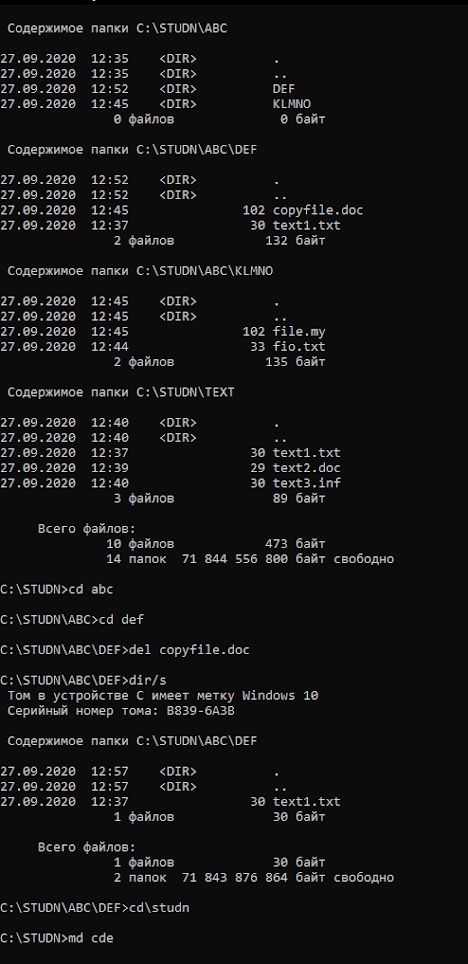 Содержимое папки C:\STUDN\ABC
27.09.2020  12:35    <DIR>          .
27.09.2020  12:35    <DIR>          ..
27.09.2020  12:52    <DIR>          DEF
27.09.2020  12:45    <DIR>          KLMNO
0 файлов              0 байт
Содержимое папки C:\STUDN\ABC\DEF
27.09.2020  12:52    <DIR>          .
27.09.2020  12:52    <DIR>          ..
27.09.2020  12:45               102 copyfile.doc
27.09.2020  12:37                30 text1.txt
2 файлов            132 байт
Содержимое папки C:\STUDN\ABC\KLMNO
27.09.2020  12:45    <DIR>          .
27.09.2020  12:45    <DIR>          ..
27.09.2020  12:45               102 file.my
27.09.2020  12:44                33 fio.txt
2 файлов            135 байт
Содержимое папки C:\STUDN\TEXT
27.09.2020  12:40    <DIR>          .
27.09.2020  12:40    <DIR>          ..
27.09.2020  12:37                30 text1.txt
27.09.2020  12:39                29 text2.doc
27.09.2020  12:40                30 text3.inf
3 файлов             89 байт
Всего файлов:
10 файлов            473 байт
14 папок  71 844 556 800 байт свободно
C:\STUDN>cd abc
C:\STUDN\ABC>cd def
C:\STUDN\ABC\DEF>del copyfile.doc
C:\STUDN\ABC\DEF>dir/s
Том в устройстве C имеет метку Windows 10
Серийный номер тома: B839-6A3B
Содержимое папки C:\STUDN\ABC\DEF
27.09.2020  12:57    <DIR>          .
27.09.2020  12:57    <DIR>          ..
27.09.2020  12:37                30 text1.txt
1 файлов             30 байт
Всего файлов:
1 файлов             30 байт
2 папок  71 843 876 864 байт свободно
C:\STUDN\ABC\DEF>cd\studn
C:\STUDN>md cde